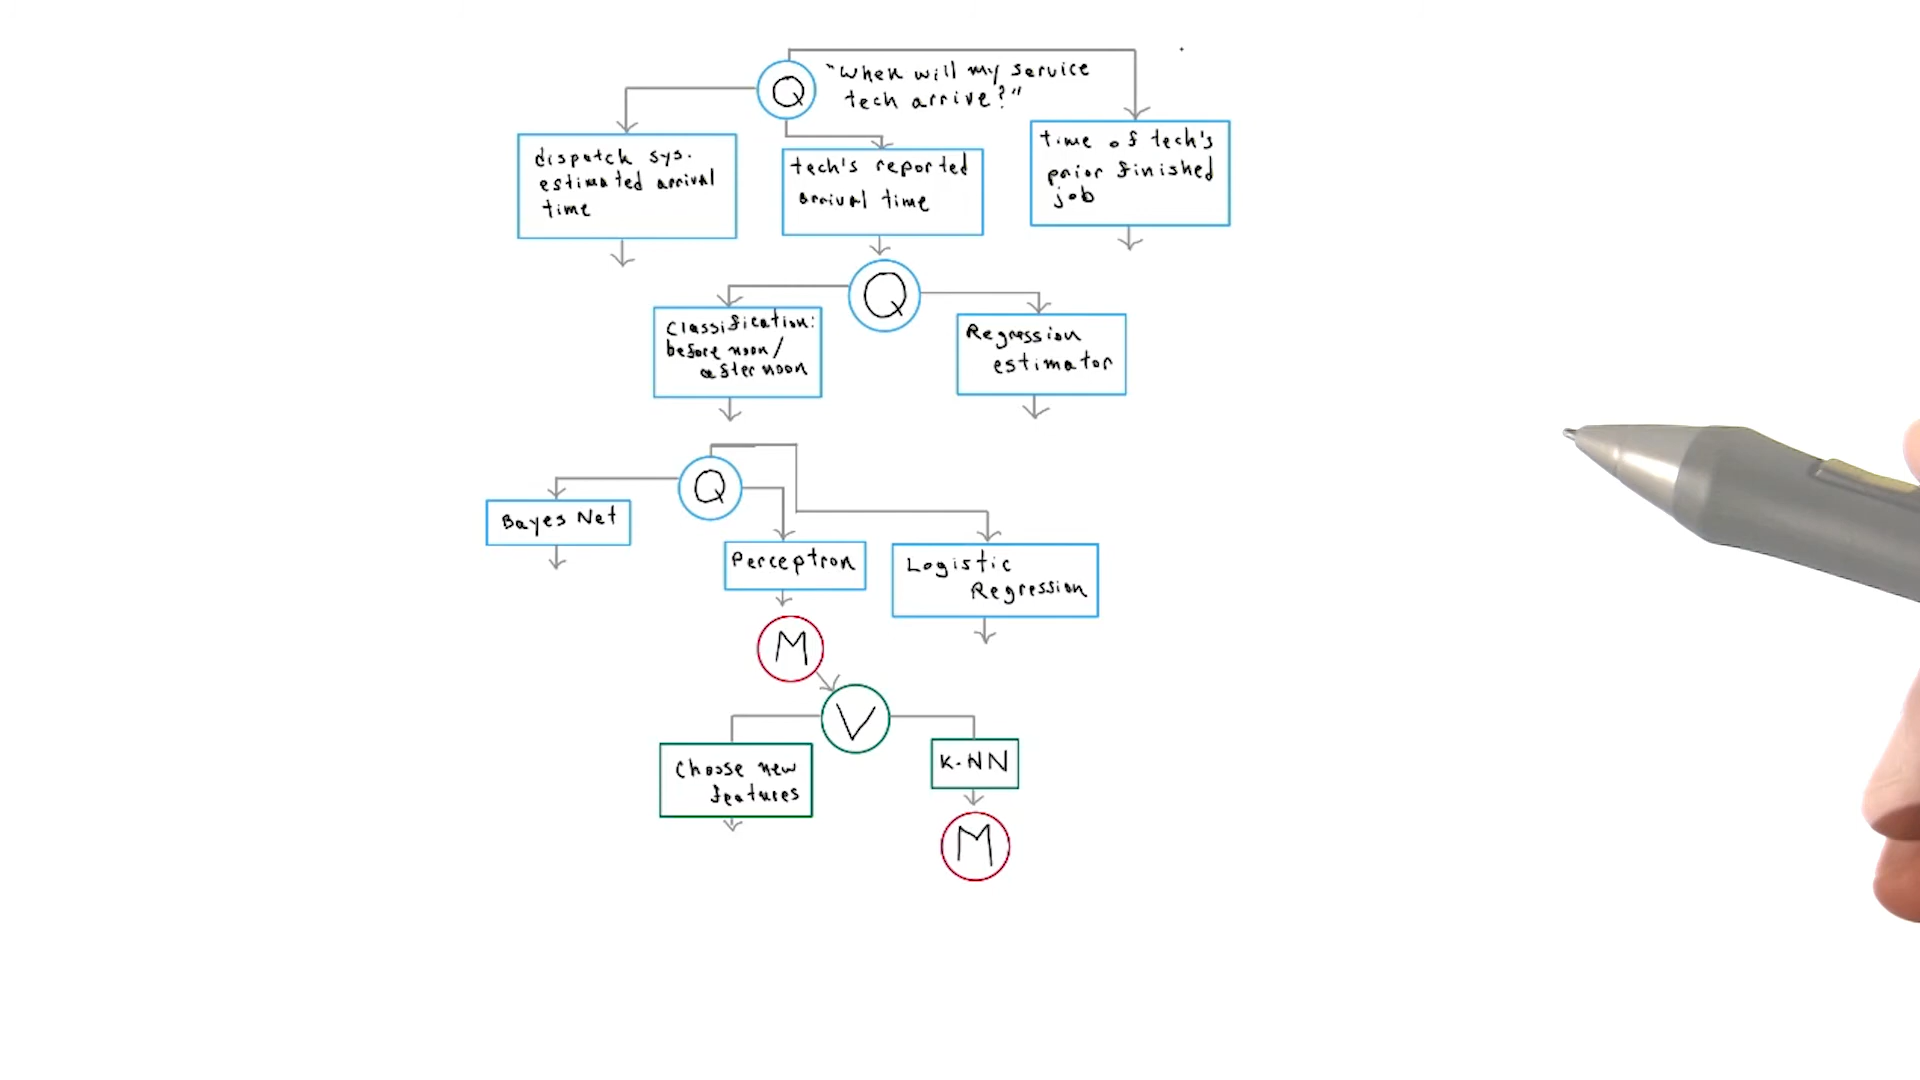 Q
"When will my service
tech arrive?"
dispatch sys.
estimated arrival
time
tech's reported
arrival time
time of tech's
prior finished
job
Q
Classification:
before noon/
after noon
Regression
estimator
Q
Bayes Net
Perceptron
Logistic
Regression
M
V
Choose new
features
K-NN
M